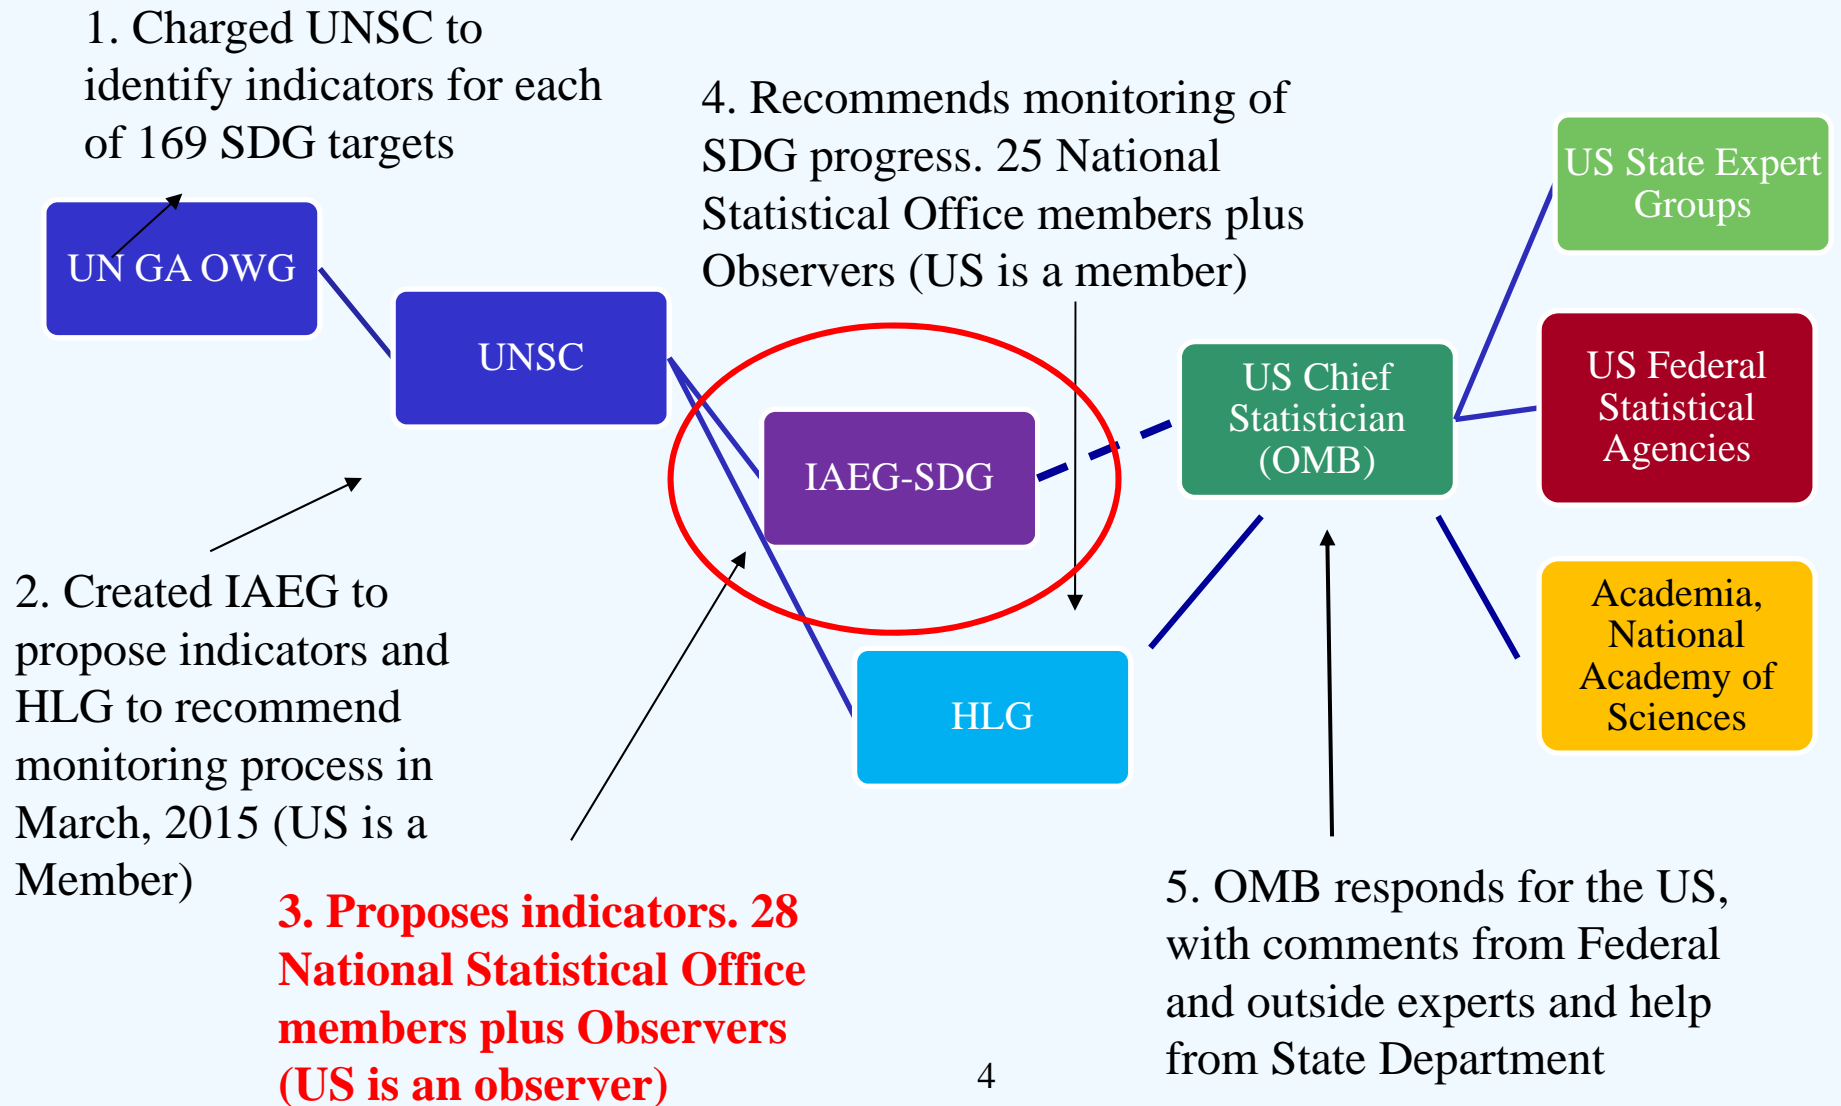 1. Charged UNSC to
identify indicators for each
of 169 SDG targets
4. Recommends monitoring of
SDG progress. 25 National
Statistical Office members plus
Observers (US is a member)
UN GA OWG
UNSC
IAEG-SDG
HLG
US Chief
Statistician
(OMB)
US State Expert
Groups
US Federal
Statistical
Agencies
Academia,
National
Academy of
Sciences
2. Created IAEG to
propose indicators and
HLG to recommend
monitoring process in
March, 2015 (US is a
Member)
3. Proposes indicators. 28
National Statistical Office
members plus Observers
(US is an observer)
5. OMB responds for the US,
with comments from Federal
and outside experts and help
from State Department
4